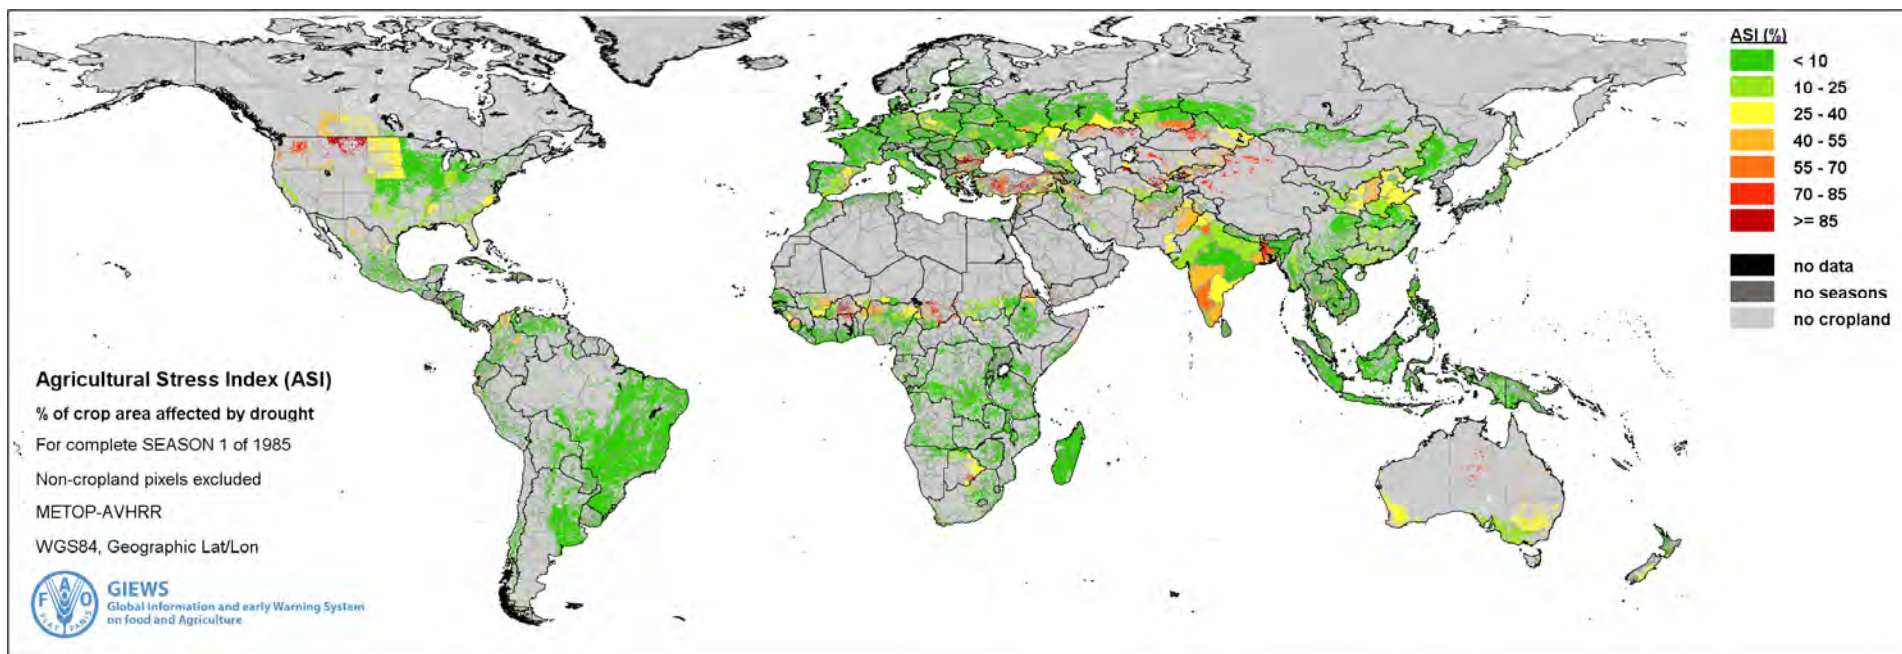 Agricultural Stress Index (ASI)
% of crop area affected by drought
For complete SEASON 1 of 1985
Non-cropland pixels excluded
METOP-AVHRR
WGS84, Geographic Lat/Lon
F A O
FIAT PANIS
GIEWS
Global Information and early Warning System
on food and Agriculture
ASI (%)
< 10
10 - 25
25 - 40
40 - 55
55 - 70
70 - 85
>= 85
no data
no seasons
no cropland